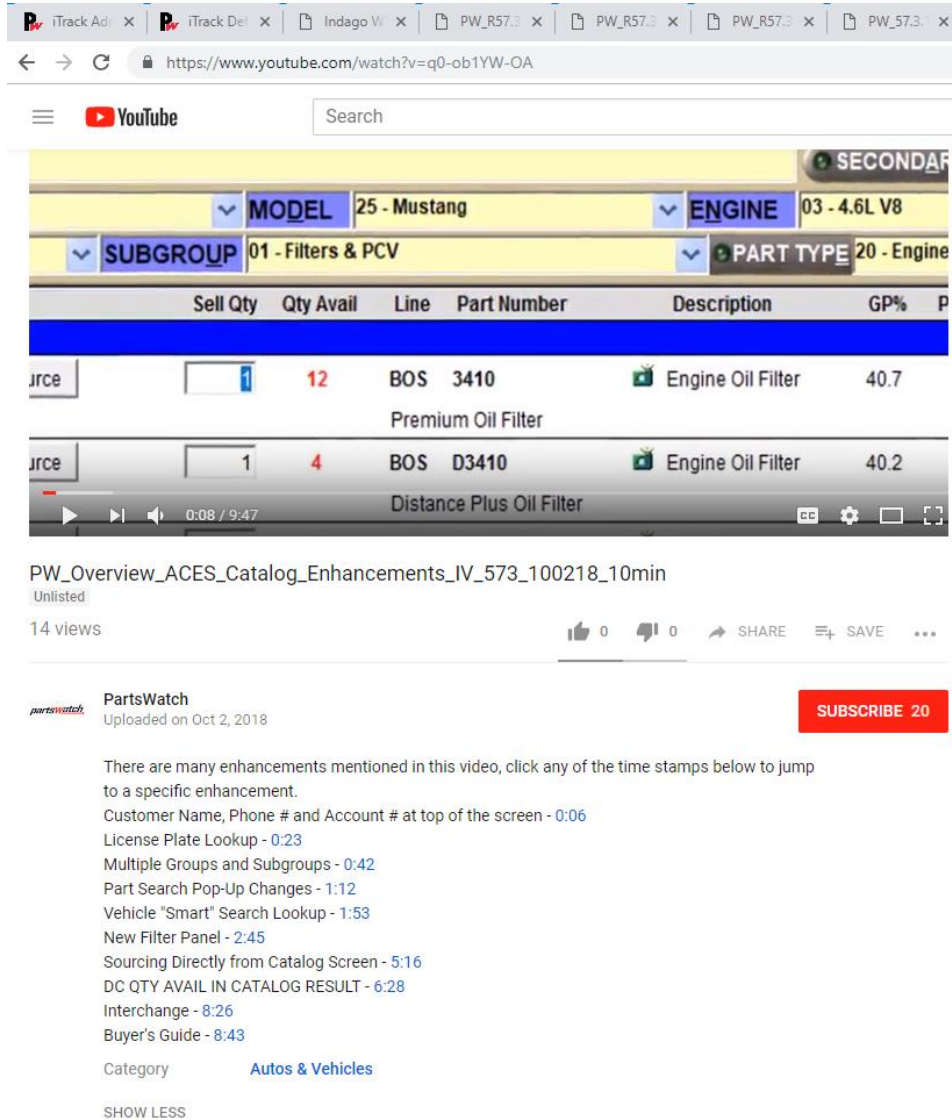 iTrack Adm iTrack Def Indago W PW_R57.3 PW_R57.3 PW_R57.3 PW_57.3.1
https://www.youtube.com/watch?v=q0-ob1YW-OA
YouTube Search
SECONDAR
MODEL 25 - Mustang ENGINE 03 - 4.6L V8
SUBGROUP 01 - Filters & PCV PART TYPE 20 - Engine
Sell Qty Qty Avail Line Part Number Description GP% P
urce 1 12 BOS 3410 Engine Oil Filter 40.7
Premium Oil Filter
urce 1 4 BOS D3410 Engine Oil Filter 40.2
Distance Plus Oil Filter
0:08 / 9:47 CC
PW_Overview_ACES_Catalog_Enhancements_IV_573_100218_10min
Unlisted
14 views 0 0 SHARE SAVE
partswatch PartsWatch
Uploaded on Oct 2, 2018
SUBSCRIBE 20
There are many enhancements mentioned in this video, click any of the time stamps below to jump
to a specific enhancement.
Customer Name, Phone # and Account # at top of the screen - 0:06
License Plate Lookup - 0:23
Multiple Groups and Subgroups - 0:42
Part Search Pop-Up Changes - 1:12
Vehicle "Smart" Search Lookup - 1:53
New Filter Panel - 2:45
Sourcing Directly from Catalog Screen - 5:16
DC QTY AVAIL IN CATALOG RESULT - 6:28
Interchange - 8:26
Buyer's Guide - 8:43
Category Autos & Vehicles
SHOW LESS